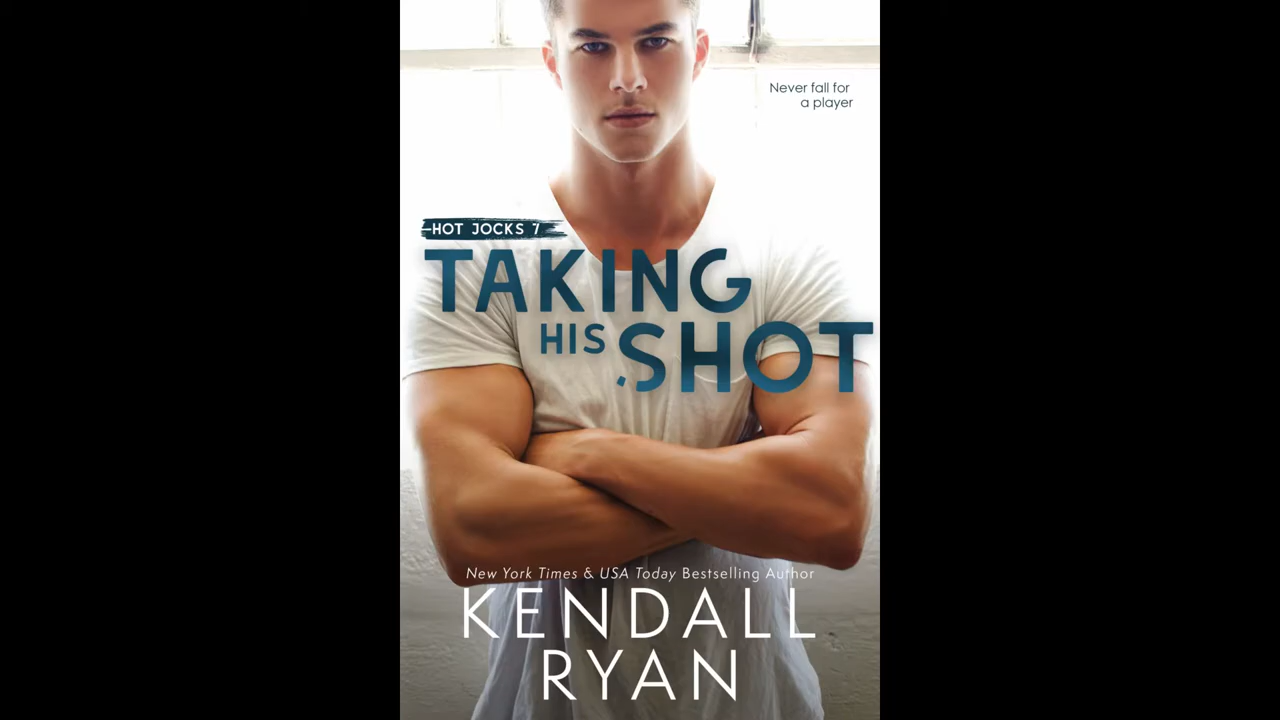 Never fall for
a player
HOT JOCKS 7
TAKING
HIS SHOT
New York Times & USA Today Bestselling Author
KENDALL
RYAN